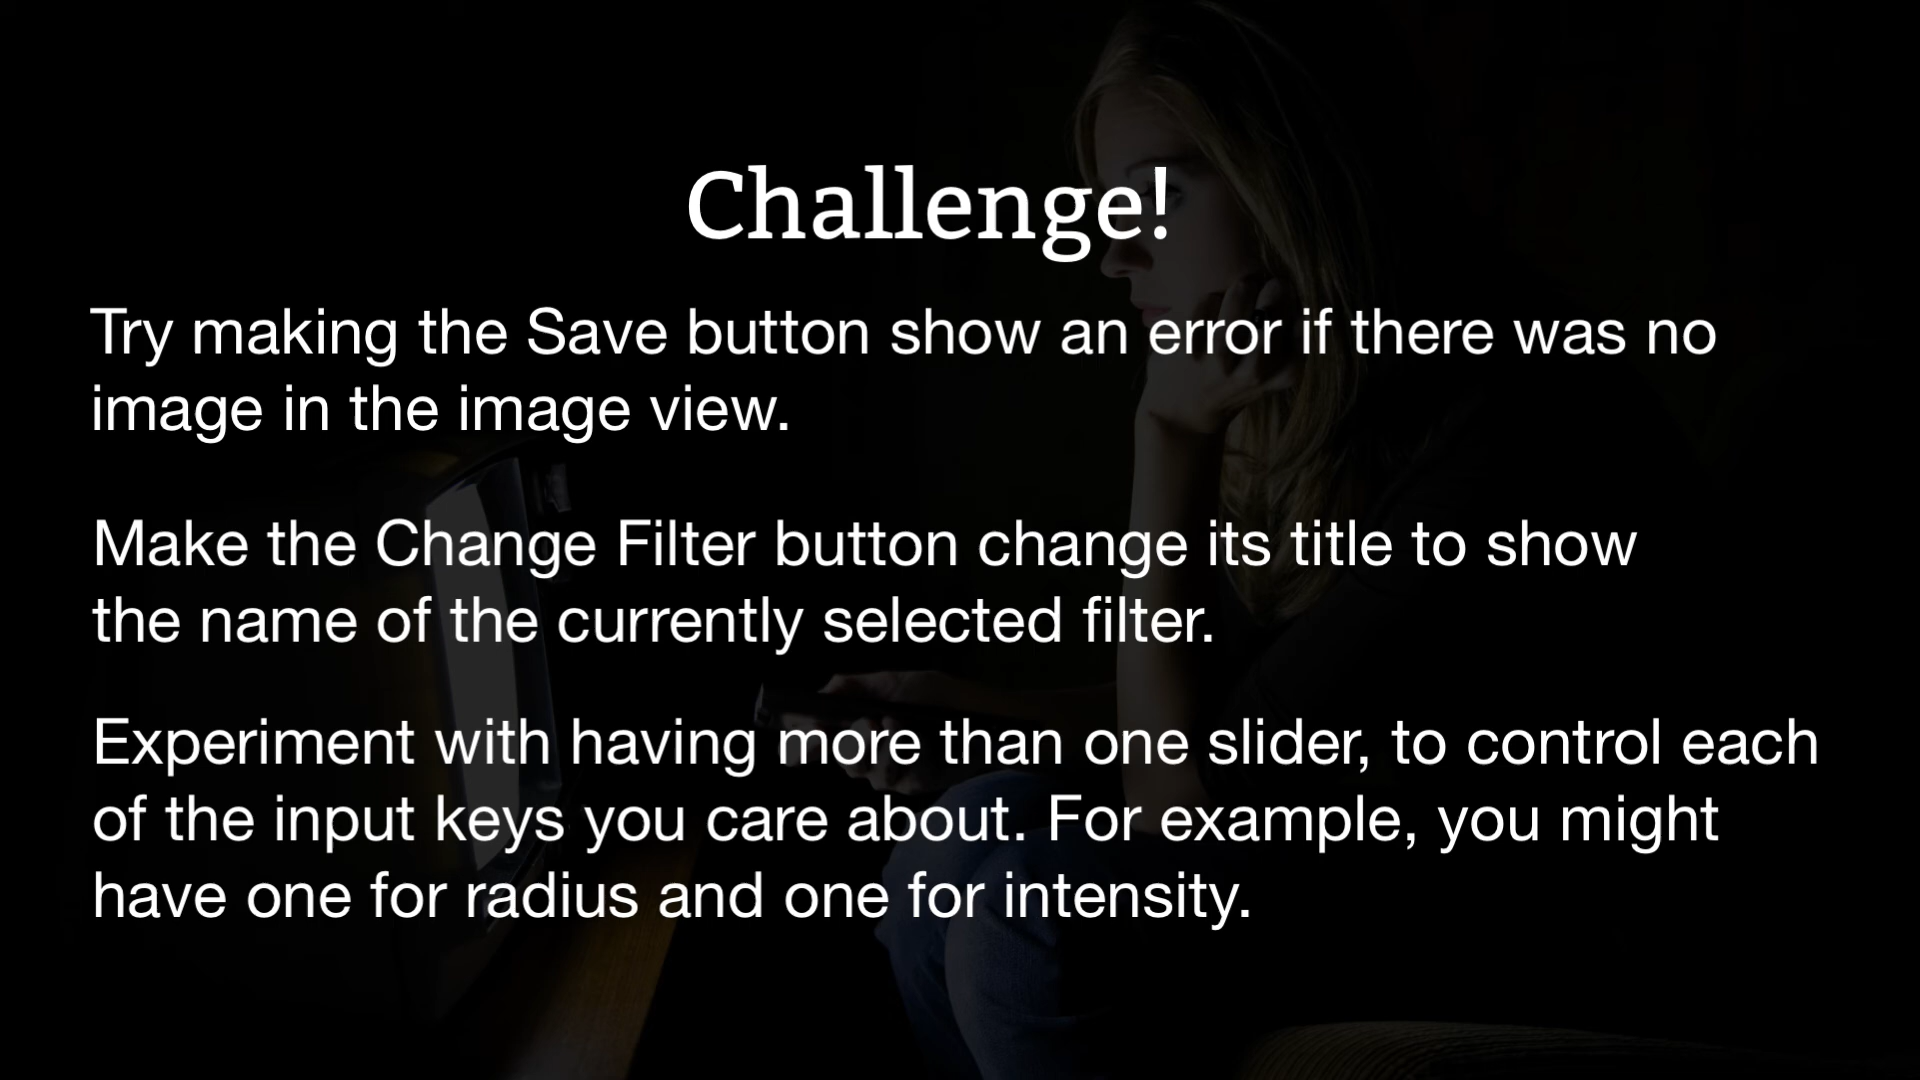 Challenge!
Try making the Save button show an error if there was no
image in the image view.
Make the Change Filter button change its title to show
the name of the currently selected filter.
Experiment with having more than one slider, to control each
of the input keys you care about. For example, you might
have one for radius and one for intensity.